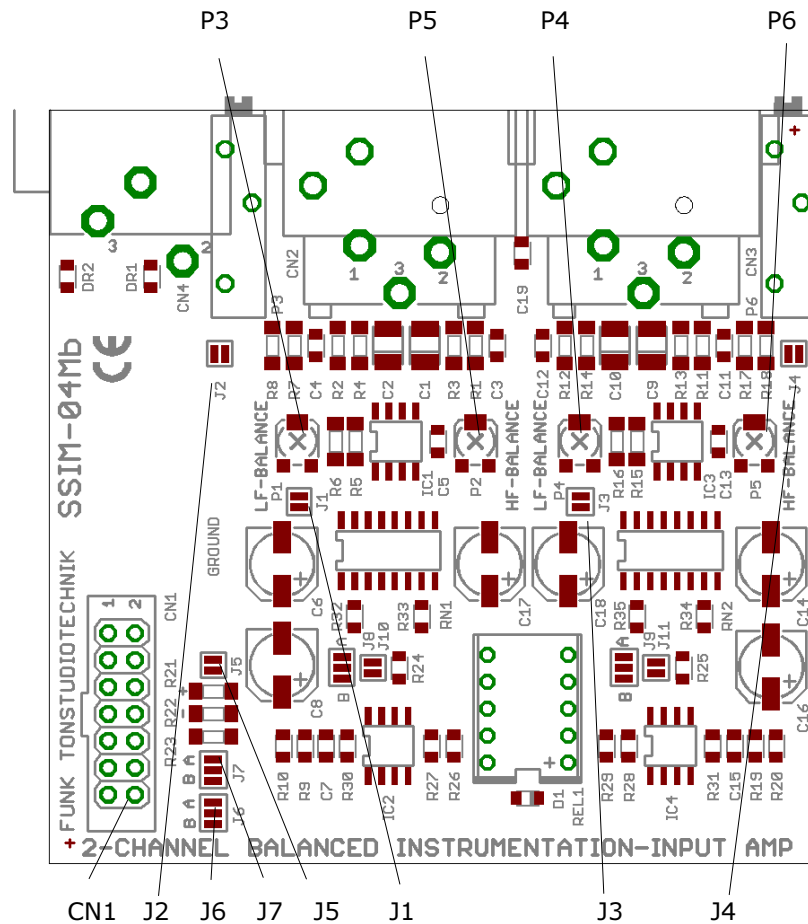 P3 P5 P4 P6
+
3 2
1 3 2
1 3 2
DR2 DR1 CN4 CN2 C19 CN3
P3 P6
J2 R8 R7 C4 R2 R4 C2 C1 R3 R1 C3 C12 R12 R14 C10 C9 R13 R11 C11 R17 R18 J4
SSIM-04Mb
CE
LF-BALANCE HF-BALANCE LF-BALANCE HF-BALANCE
P1 R6 R5 IC1 C5 P2 P4 R16 R15 IC3 C13 P5
J1 J3
GROUND
C6 R32 R33 RN1 C17 C18 R35 R34 RN2 C14
1 2 CN1
R21 J5 C8 A B J8 J10 R24 A B J9 J11 R25 C16
+
R22 -
R23 A B J7
A B J6
R10 R9 C7 R30 IC2 R27 R26 D1 REL1 R29 R28 IC4 R31 C15 R19 R20
FUNK TONSTUDIOTECHNIK
+ 2-CHANNEL BALANCED INSTRUMENTATION-INPUT AMP
CN1 J2 J6 J7 J5 J1 J3 J4